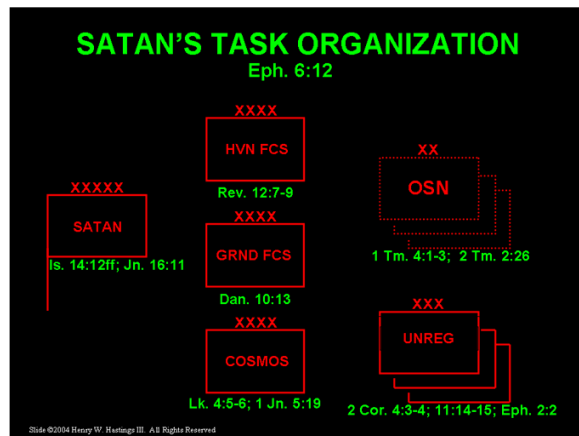 SATAN'S TASK ORGANIZATION
Eph. 6:12
XXXXX
SATAN
Is. 14:12ff; Jn. 16:11
XXXX
HVN FCS
Rev. 12:7-9
XXXX
GRND FCS
Dan. 10:13
XXXX
COSMOS
Lk. 4:5-6; 1 Jn. 5:19
XX
OSN
1 Tm. 4:1-3; 2 Tm. 2:26
XXX
UNREG
2 Cor. 4:3-4; 11:14-15; Eph. 2:2
Slide ©2004 Henry W. Hastings III. All Rights Reserved